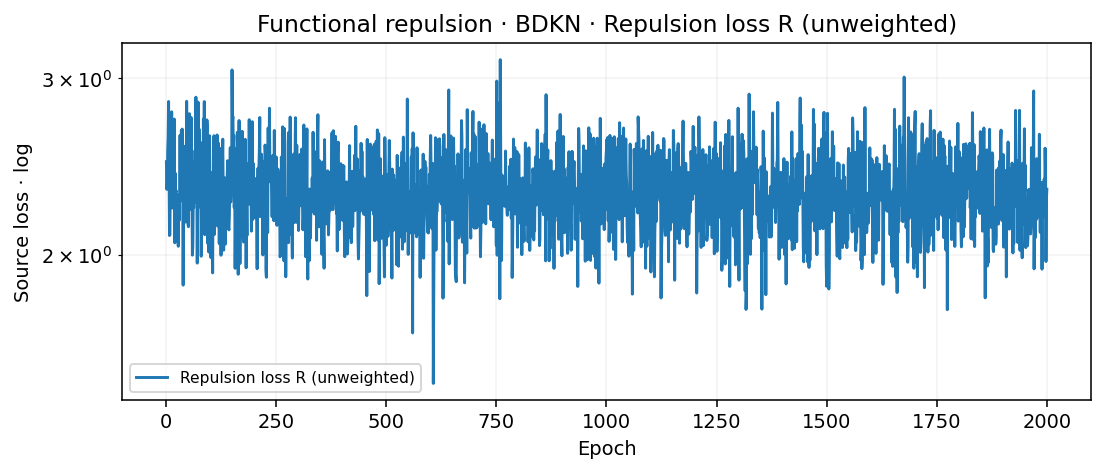 Functional repulsion · BDKN · Repulsion loss R (unweighted)
Source loss · log
3 × 10⁰
2 × 10⁰
Repulsion loss R (unweighted)
0 250 500 750 1000 1250 1500 1750 2000
Epoch